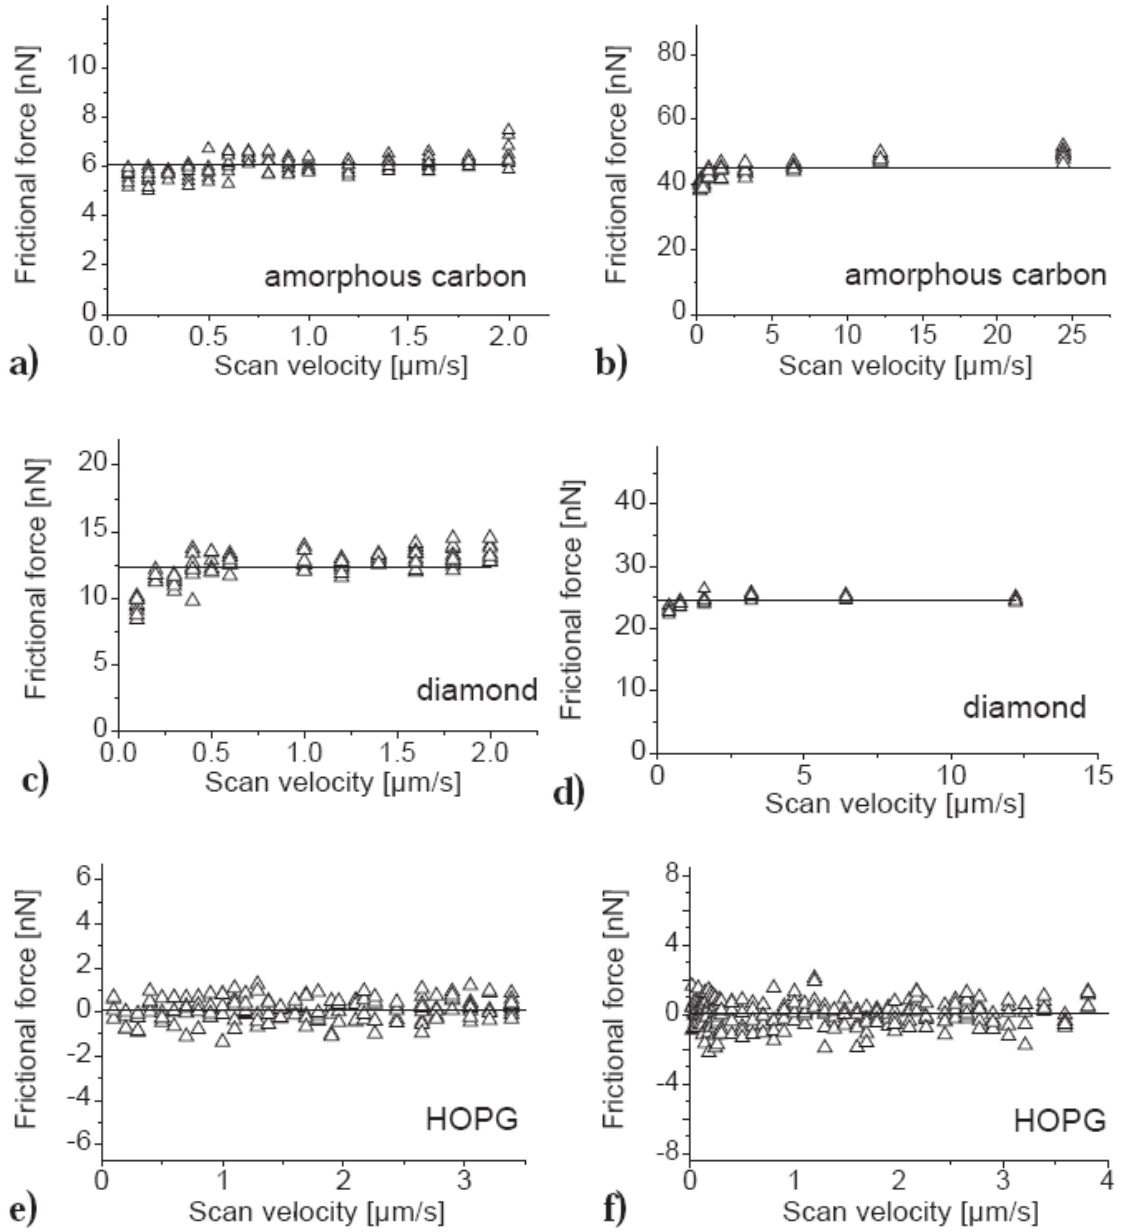 Frictional force [nN]
10
8
6
4
2
0
amorphous carbon
0.0 0.5 1.0 1.5 2.0
Scan velocity [µm/s]
a)
Frictional force [nN]
80
60
40
20
0
amorphous carbon
0 5 10 15 20 25
Scan velocity [µm/s]
b)
Frictional force [nN]
20
15
10
5
0
diamond
0.0 0.5 1.0 1.5 2.0
Scan velocity [µm/s]
c)
Frictional force [nN]
40
30
20
10
0
diamond
0 5 10 15
Scan velocity [µm/s]
d)
Frictional force [nN]
6
4
2
0
-2
-4
-6
HOPG
0 1 2 3
Scan velocity [µm/s]
e)
Frictional force [nN]
8
4
0
-4
-8
HOPG
0 1 2 3 4
Scan velocity [µm/s]
f)